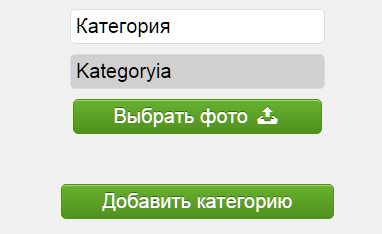 Категория
Kategoryia
Выбрать фото
Добавить категорию